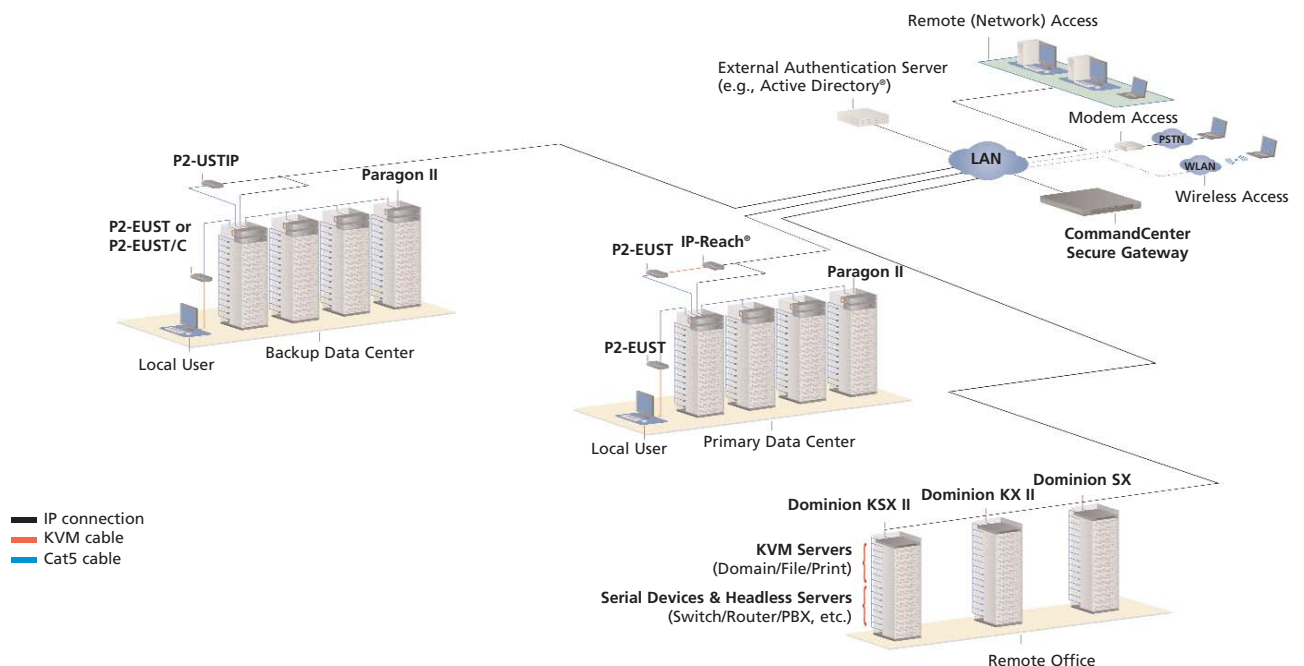 Remote (Network) Access
External Authentication Server
(e.g., Active Directory®)
Modem Access
PSTN
LAN
WLAN
Wireless Access
CommandCenter
Secure Gateway
P2-USTIP
Paragon II
P2-EUST or
P2-EUST/C
Local User
Backup Data Center
P2-EUST
IP-Reach®
Paragon II
P2-EUST
Local User
Primary Data Center
IP connection
KVM cable
Cat5 cable
Dominion KSX II
Dominion KX II
Dominion SX
KVM Servers
(Domain/File/Print)
Serial Devices & Headless Servers
(Switch/Router/PBX, etc.)
Remote Office